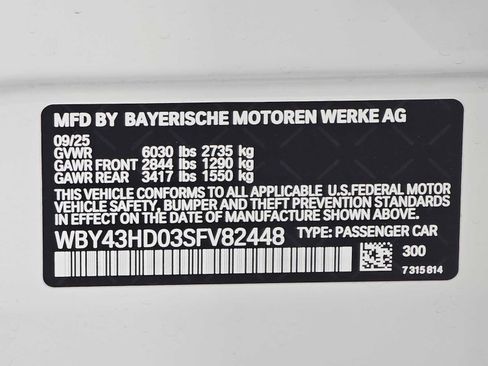 MFD BY BAYERISCHE MOTOREN WERKE AG
09/25
GVWR 6030 lbs 2735 kg
GAWR FRONT 2844 lbs 1290 kg
GAWR REAR 3417 lbs 1550 kg
THIS VEHICLE CONFORMS TO ALL APPLICABLE U.S.FEDERAL MOTOR
VEHICLE SAFETY, BUMPER AND THEFT PREVENTION STANDARDS
IN EFFECT ON THE DATE OF MANUFACTURE SHOWN ABOVE.
WBY43HD03SFV82448 TYPE: PASSENGER CAR
300
7 315 814